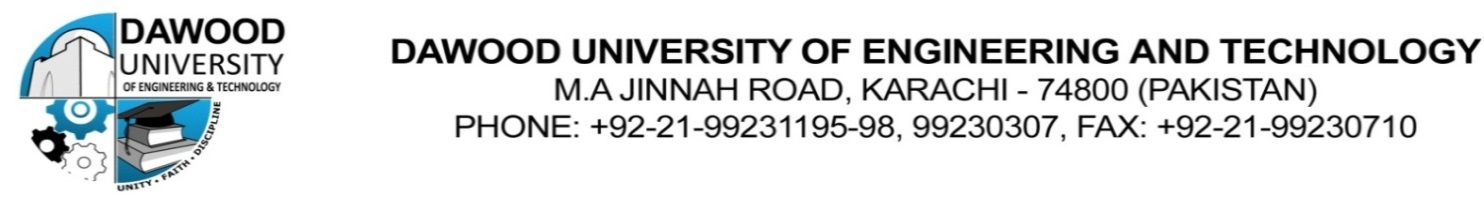 DAWOOD
UNIVERSITY
OF ENGINEERING & TECHNOLOGY
UNITY • FAITH • DISCIPLINE
DAWOOD UNIVERSITY OF ENGINEERING AND TECHNOLOGY
M.A JINNAH ROAD, KARACHI - 74800 (PAKISTAN)
PHONE: +92-21-99231195-98, 99230307, FAX: +92-21-99230710